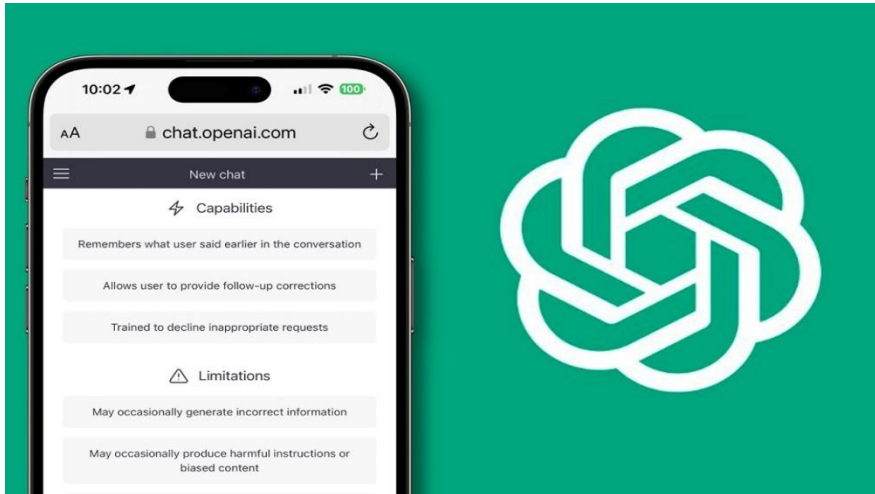 10:02
100
AA chat.openai.com
New chat +
Capabilities
Remembers what user said earlier in the conversation
Allows user to provide follow-up corrections
Trained to decline inappropriate requests
Limitations
May occasionally generate incorrect information
May occasionally produce harmful instructions or
biased content